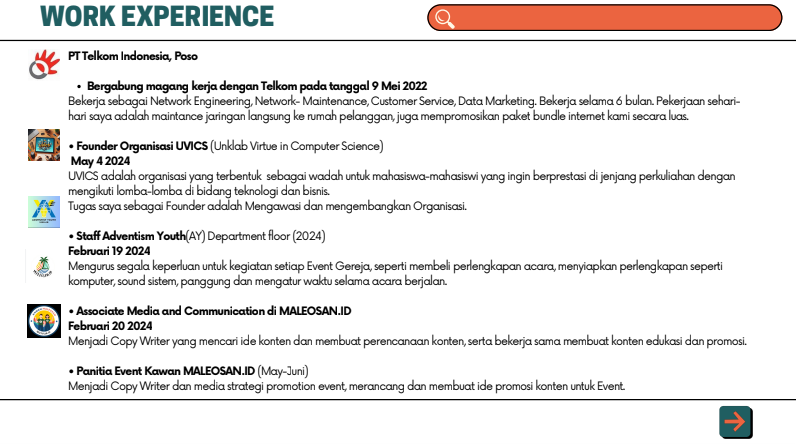 WORK EXPERIENCE
PT Telkom Indonesia, Poso
• Bergabung magang kerja dengan Telkom pada tanggal 9 Mei 2022
Bekerja sebagai Network Engineering, Network- Maintenance, Customer Service, Data Marketing. Bekerja selama 6 bulan. Pekerjaan sehari-
hari saya adalah maintance jaringan langsung ke rumah pelanggan, juga mempromosikan paket bundle internet kami secara luas.
• Founder Organisasi UVICS (Unklab Virtue in Computer Science)
May 4 2024
UVICS adalah organisasi yang terbentuk sebagai wadah untuk mahasiswa-mahasiswi yang ingin berprestasi di jenjang perkuliahan dengan
mengikuti lomba-lomba di bidang teknologi dan bisnis.
Tugas saya sebagai Founder adalah Mengawasi dan mengembangkan Organisasi.
• Staff Adventism Youth(AY) Department floor (2024)
Februari 19 2024
Mengurus segala keperluan untuk kegiatan setiap Event Gereja, seperti membeli perlengkapan acara, menyiapkan perlengkapan seperti
komputer, sound sistem, panggung dan mengatur waktu selama acara berjalan.
• Associate Media and Communication di MALEOSAN.ID
Februari 20 2024
Menjadi Copy Writer yang mencari ide konten dan membuat perencanaan konten, serta bekerja sama membuat konten edukasi dan promosi.
• Panitia Event Kawan MALEOSAN.ID (May-Juni)
Menjadi Copy Writer dan media strategi promotion event, merancang dan membuat ide promosi konten untuk Event.